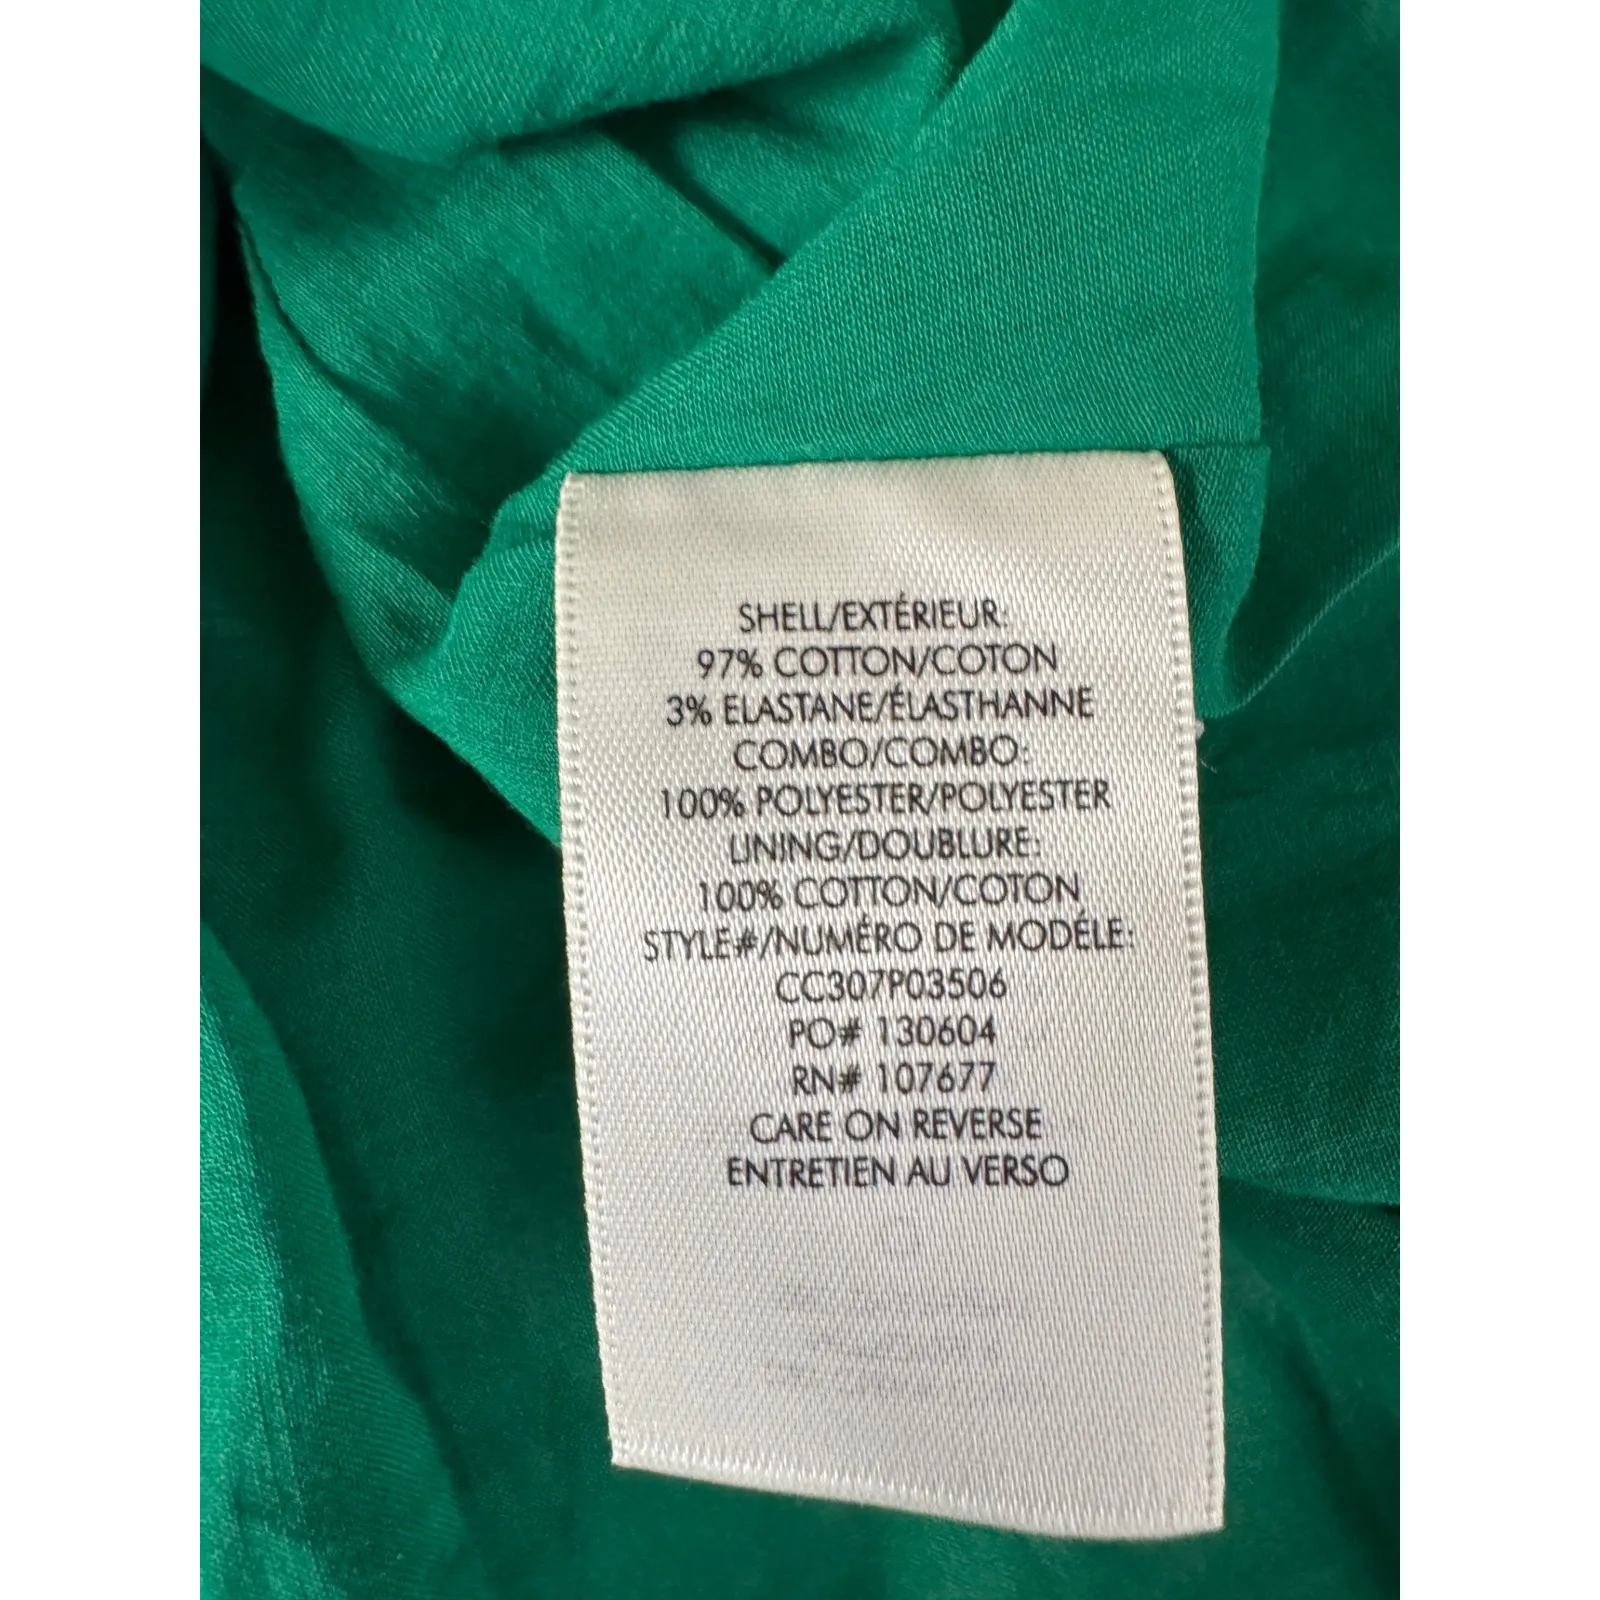 SHELL/EXTÉRIEUR:
97% COTTON/COTON
3% ELASTANE/ÉLASTHANNE
COMBO/COMBO:
100% POLYESTER/POLYESTER
LINING/DOUBLURE:
100% COTTON/COTON
STYLE#/NUMÉRO DE MODÉLE:
CC307P03506
PO# 130604
RN# 107677
CARE ON REVERSE
ENTRETIEN AU VERSO